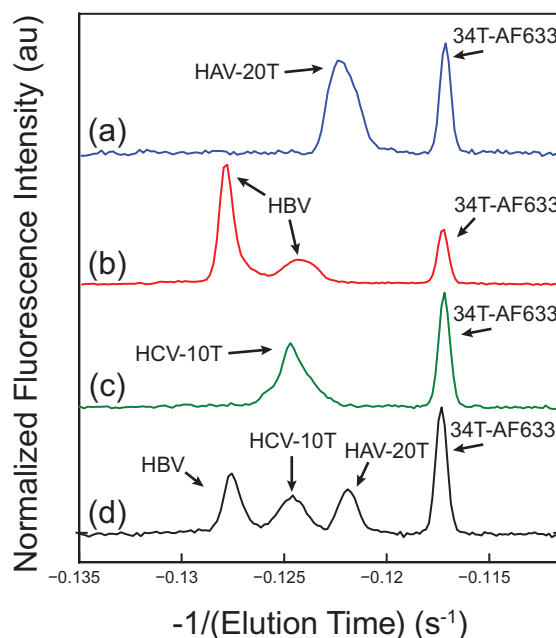 Normalized Fluorescence Intensity (au)
34T-AF633
HAV-20T
(a)
HBV
34T-AF633
(b)
34T-AF633
HCV-10T
(c)
34T-AF633
HCV-10T
HAV-20T
HBV
(d)
−0.135 −0.13 −0.125 −0.12 −0.115
-1/(Elution Time) (s-1)